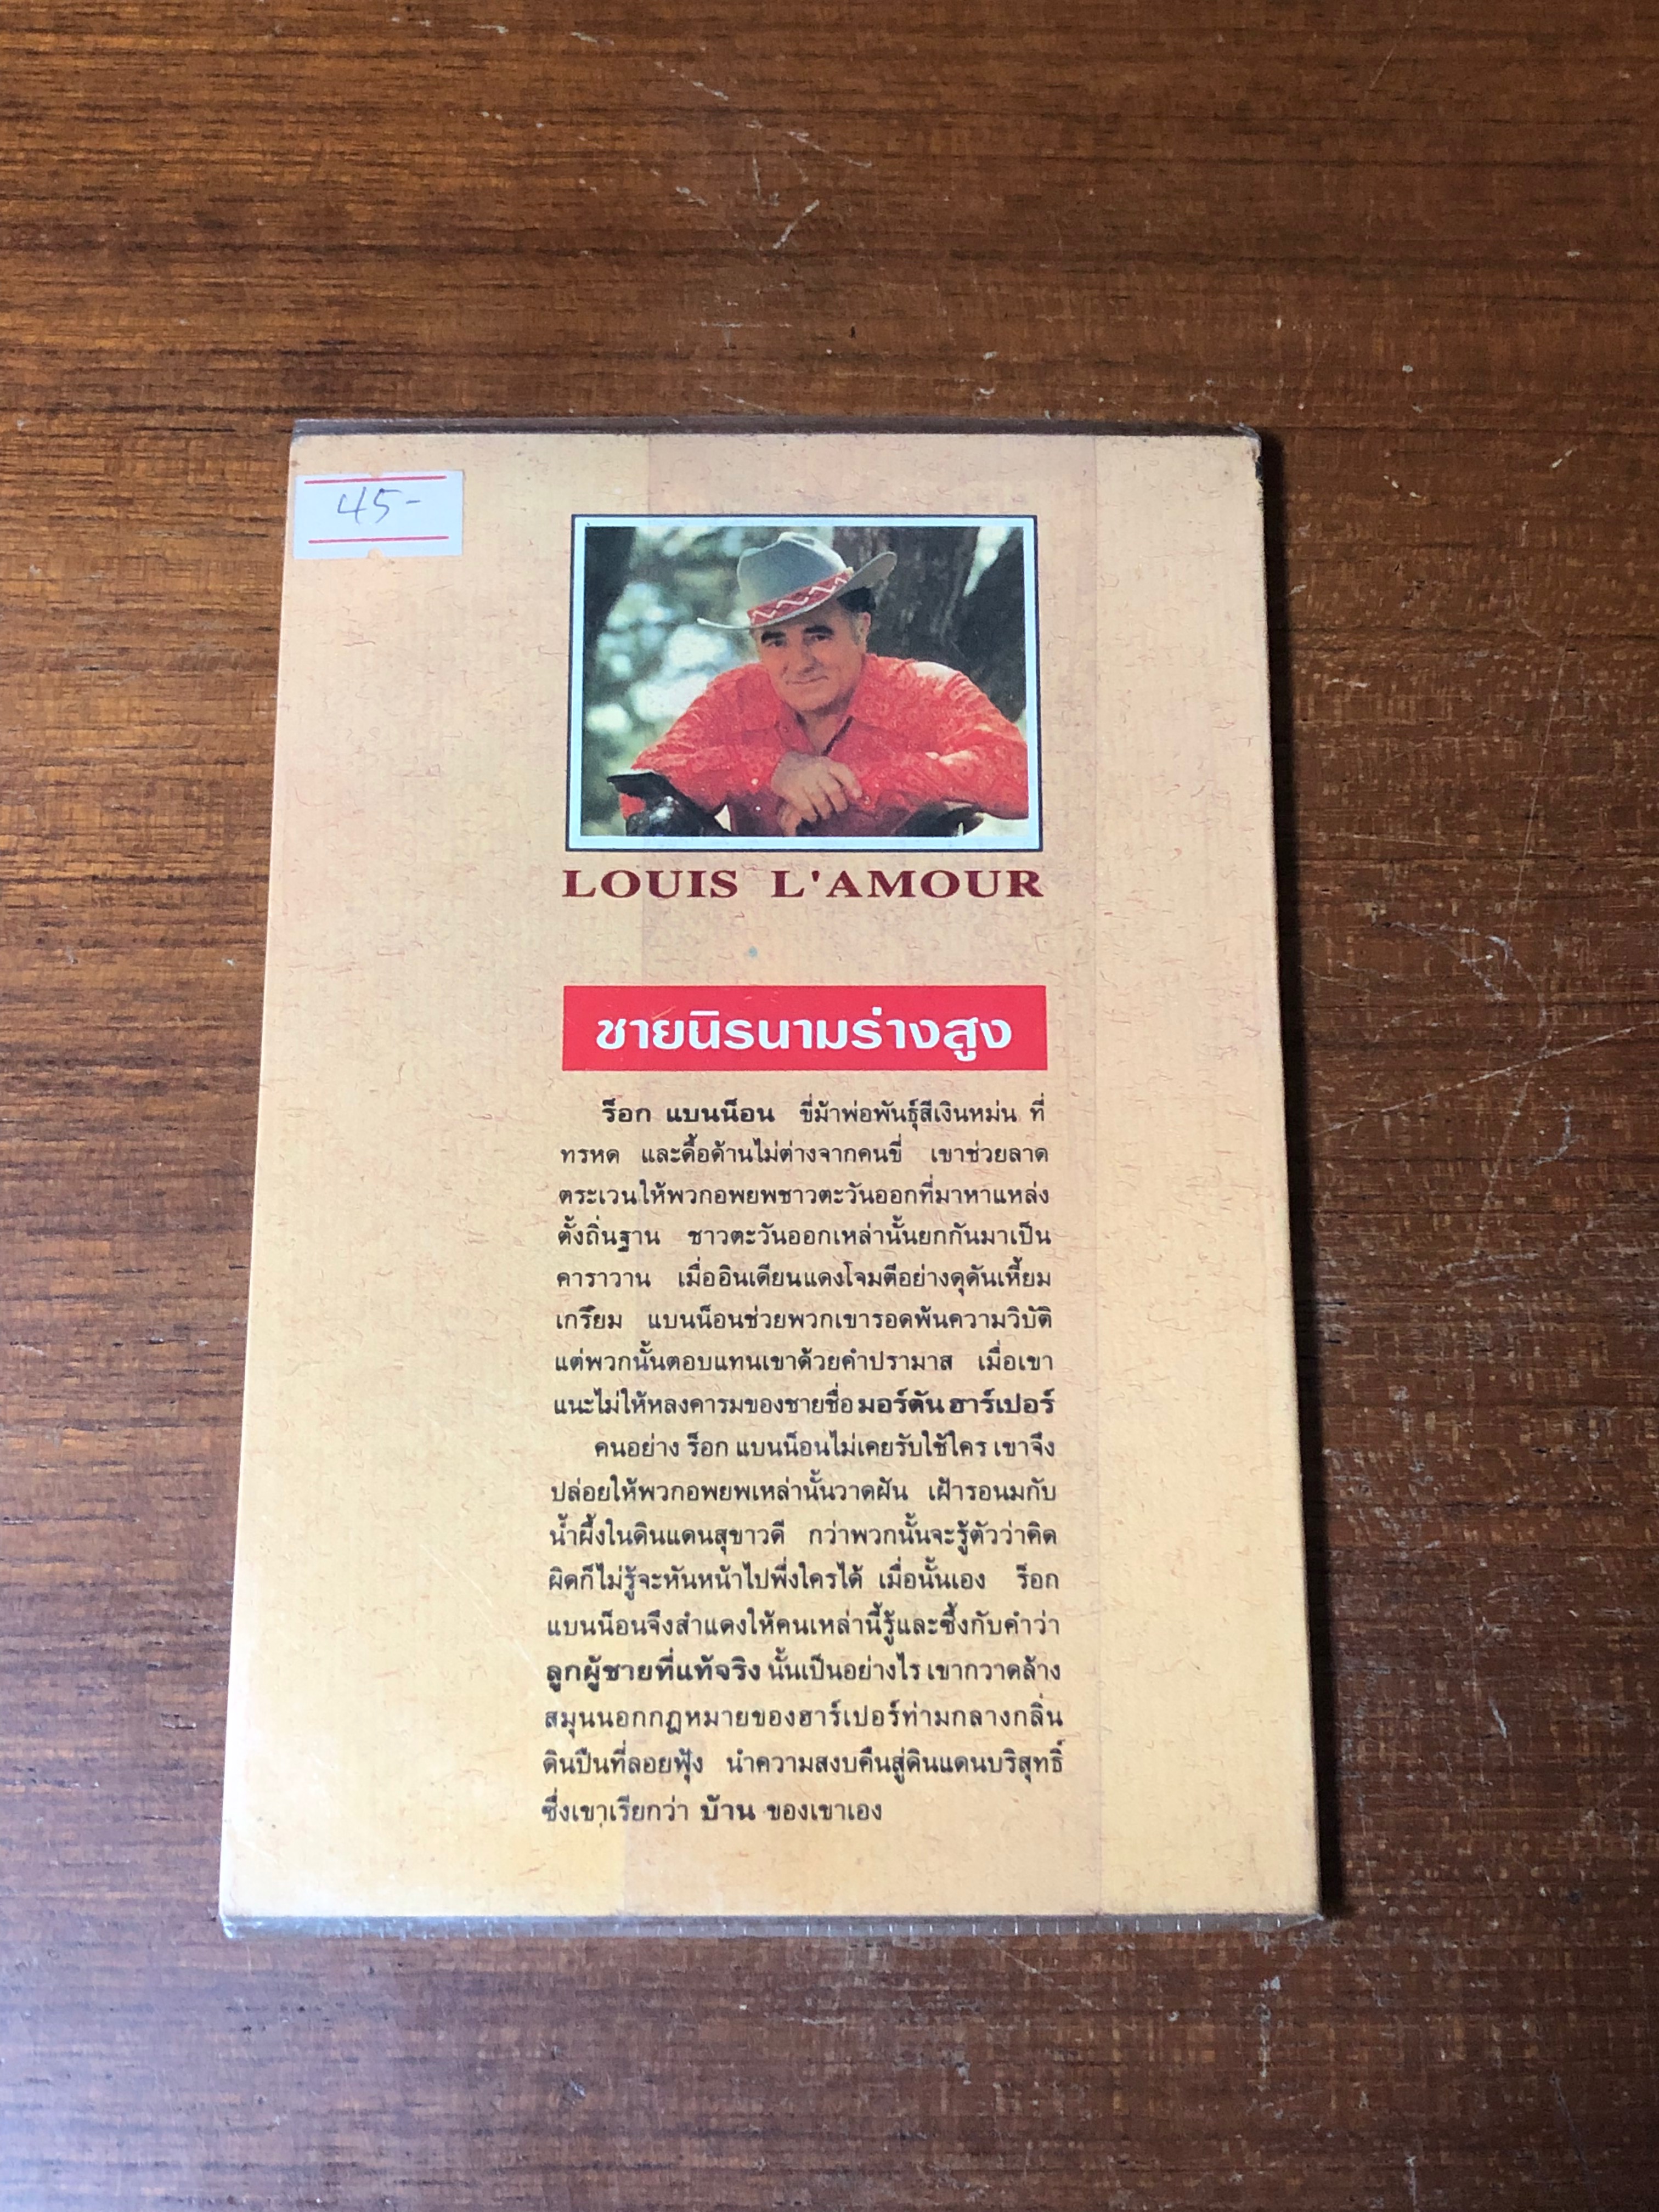 45-
LOUIS L'AMOUR
ชายนิรนามร่างสูง
ร็อก แบนน็อน ขี่ม้าพ่อพันธุ์สีเงินหม่น ที่
ทรหด และดื้อด้านไม่ต่างจากคนขี่ เขาช่วยลาด
ตระเวนให้พวกอพยพชาวตะวันออกที่มาหาแหล่ง
ตั้งถิ่นฐาน ชาวตะวันออกเหล่านั้นยกกันมาเป็น
คาราวาน เมื่ออินเดียนแดงโจมตีอย่างดุดันเหี้ยม
เกรียม แบนน็อนช่วยพวกเขารอดพ้นความวิบัติ
แต่พวกนั้นตอบแทนเขาด้วยคำปรามาส เมื่อเขา
แนะไม่ให้หลงคารมของชายชื่อ มอร์ตัน ฮาร์เปอร์
คนอย่าง ร็อก แบนน็อนไม่เคยรับใช้ใคร เขาจึง
ปล่อยให้พวกอพยพเหล่านั้นวาดฝัน เฝ้ารอนมกับ
น้ำผึ้งในดินแดนสุขาวดี กว่าพวกนั้นจะรู้ตัวว่าคิด
ผิดก็ไม่รู้จะหันหน้าไปพึ่งใครได้ เมื่อนั้นเอง ร็อก
แบนน็อนจึงสำแดงให้คนเหล่านี้รู้และซึ้งกับคำว่า
ลูกผู้ชายที่แท้จริง นั้นเป็นอย่างไร เขากวาดล้าง
สมุนนอกกฎหมายของฮาร์เปอร์ท่ามกลางกลิ่น
ดินปืนที่ลอยฟุ้ง นำความสงบคืนสู่ดินแดนบริสุทธิ์
ซึ่งเขาเรียกว่า บ้าน ของเขาเอง